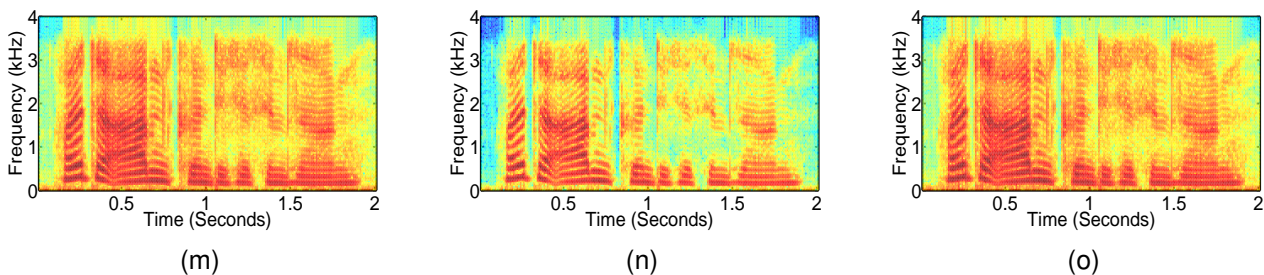 4 4 4
3 3 3
2 2 2
1 1 1
0 0 0
Frequency (kHz) Frequency (kHz) Frequency (kHz)
0.5 1 1.5 2 0.5 1 1.5 2 0.5 1 1.5 2
Time (Seconds) Time (Seconds) Time (Seconds)
(m) (n) (o)